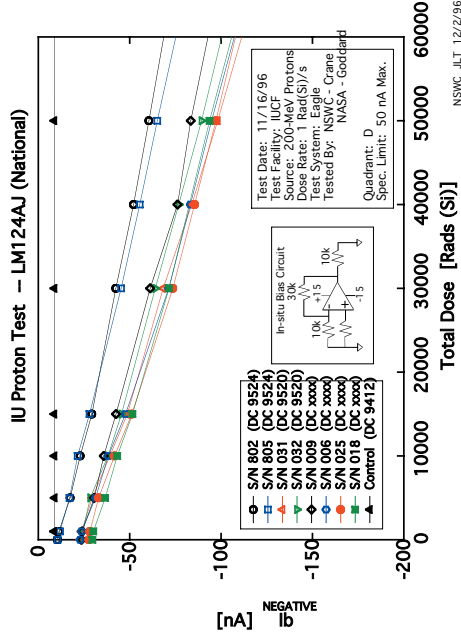 IU Proton Test – LM124AJ (National)
0
-50
-100
-150
-200
[nA] Ib NEGATIVE
0
10000
20000
30000
40000
50000
60000
Total Dose [Rads (Si)]
S/N 802 (DC 9524)
S/N 805 (DC 9524)
S/N 031 (DC 9520)
S/N 032 (DC 9520)
S/N 009 (DC xxxx)
S/N 006 (DC xxxx)
S/N 025 (DC xxxx)
S/N 018 (DC xxxx)
Control (DC 9412)
In-situ Bias Circuit
30k
10k
+15
-15
10k
–
+
Test Date: 11/16/96
Test Facility: IUCF
Source: 200-MeV Protons
Dose Rate: 1 Rad(Si)/s
Test System: Eagle
Tested By: NSWC - Crane
NASA - Goddard
Quadrant: D
Spec. Limit: 50 nA Max.
NSWC JLT 12/2/96